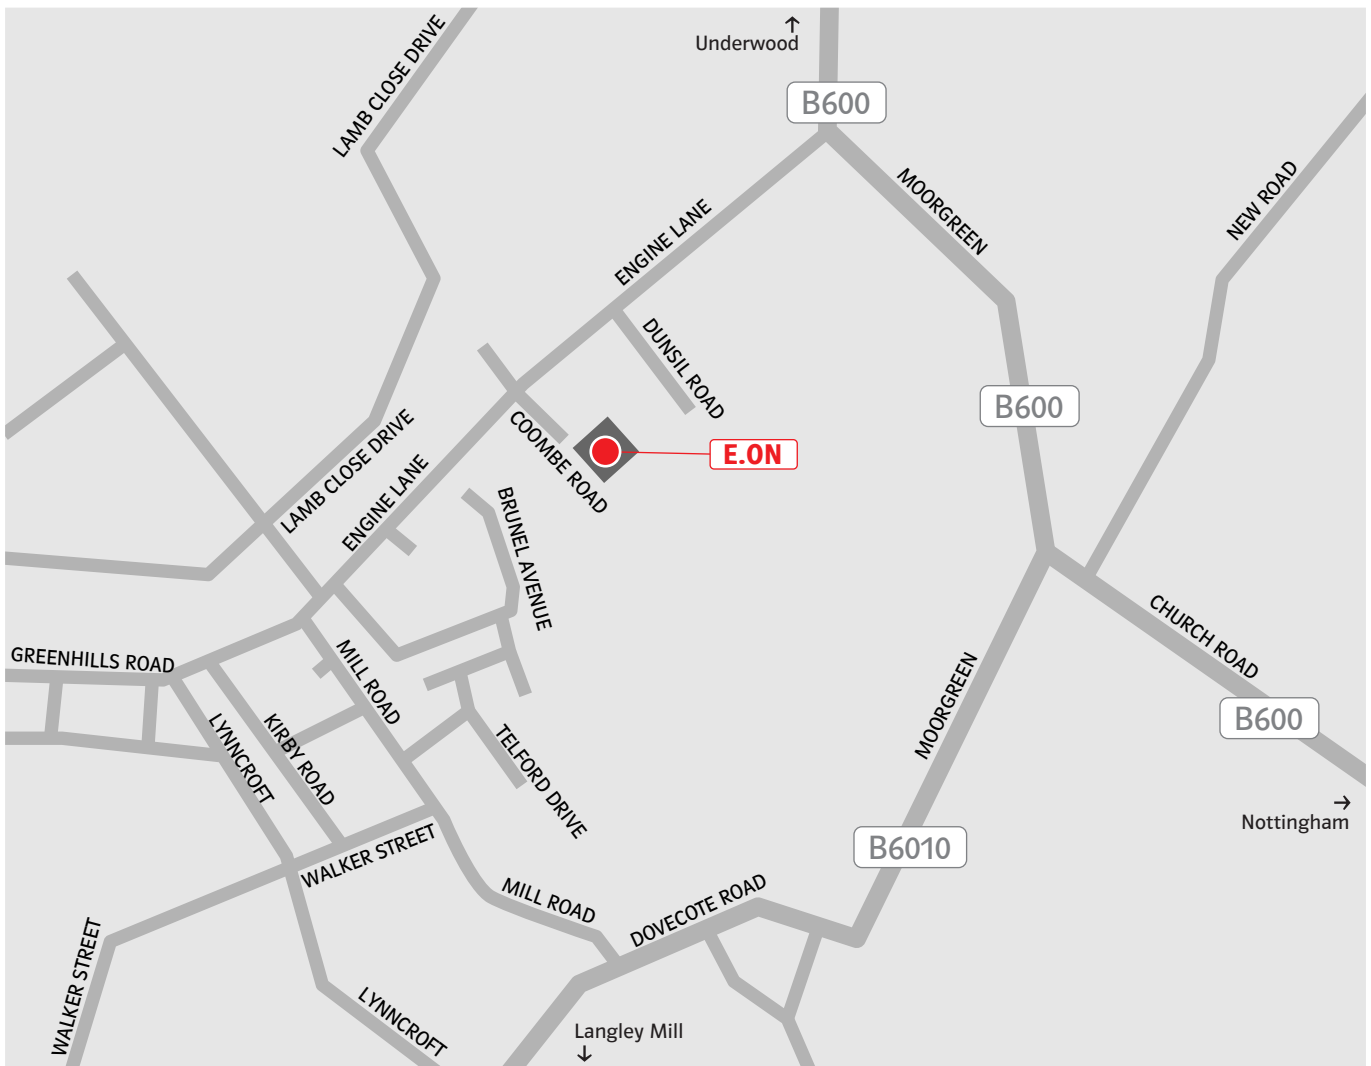 ↑
Underwood
LAMB CLOSE DRIVE
B600
MOORGREEN
NEW ROAD
ENGINE LANE
DUNSIL ROAD
B600
COOMBE ROAD
E.ON
LAMB CLOSE DRIVE
ENGINE LANE
BRUNEL AVENUE
CHURCH ROAD
GREENHILLS ROAD
MILL ROAD
MOORGREEN
B600
LYNNCROFT
KIRBY ROAD
TELFORD DRIVE
→
Nottingham
B6010
WALKER STREET
MILL ROAD
DOVECOTE ROAD
WALKER STREET
LYNNCROFT
Langley Mill
↓